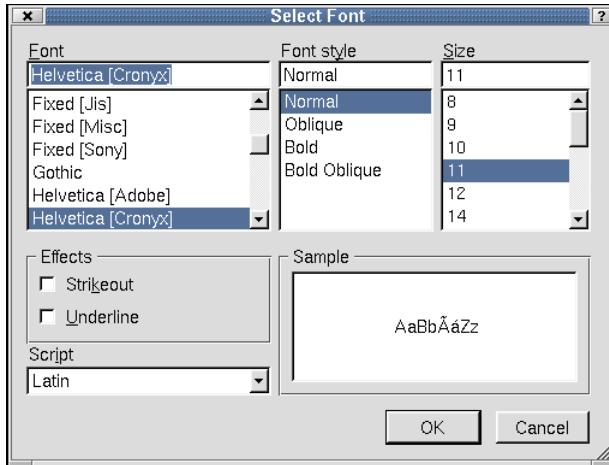 Select Font
Font
Helvetica [Cronyx]
Fixed [Jis]
Fixed [Misc]
Fixed [Sony]
Gothic
Helvetica [Adobe]
Helvetica [Cronyx]
Font style
Normal
Normal
Oblique
Bold
Bold Oblique
Size
11
8
9
10
11
12
14
Effects
Strikeout
Underline
Script
Latin
Sample
AaBbÃáZz
OK
Cancel